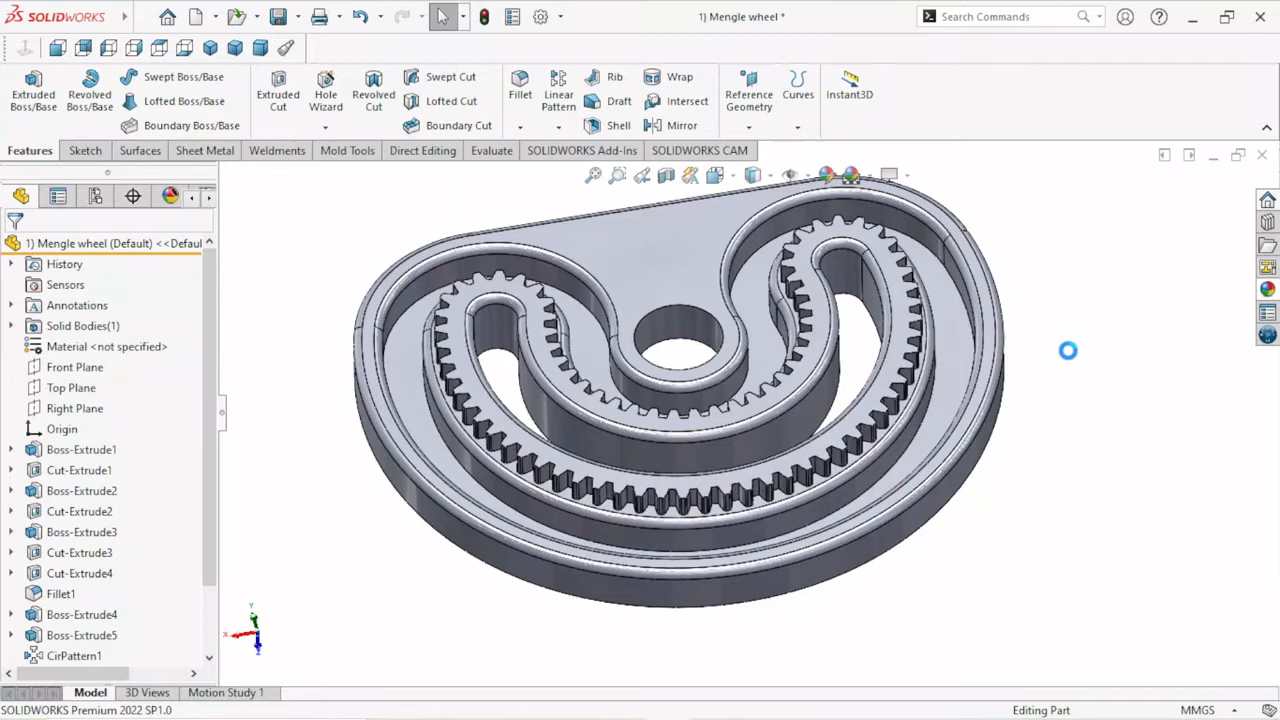 SOLIDWORKS
1) Mengle wheel *
Search Commands
Extruded Boss/Base
Revolved Boss/Base
Swept Boss/Base
Lofted Boss/Base
Boundary Boss/Base
Extruded Cut
Hole Wizard
Revolved Cut
Swept Cut
Lofted Cut
Boundary Cut
Fillet
Linear Pattern
Rib
Draft
Shell
Wrap
Intersect
Mirror
Reference Geometry
Curves
Instant3D
Features Sketch Surfaces Sheet Metal Weldments Mold Tools Direct Editing Evaluate SOLIDWORKS Add-Ins SOLIDWORKS CAM
1) Mengle wheel (Default) <<Defaul
History
Sensors
Annotations
Solid Bodies(1)
Material <not specified>
Front Plane
Top Plane
Right Plane
Origin
Boss-Extrude1
Cut-Extrude1
Boss-Extrude2
Cut-Extrude2
Boss-Extrude3
Cut-Extrude3
Cut-Extrude4
Fillet1
Boss-Extrude4
Boss-Extrude5
CirPattern1
Y
X
Z
Model 3D Views Motion Study 1
SOLIDWORKS Premium 2022 SP1.0 Editing Part MMGS